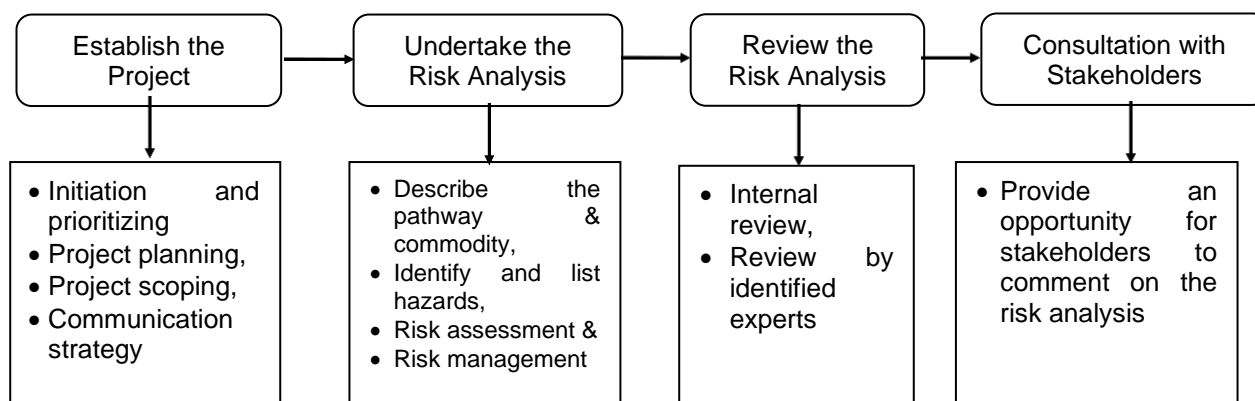 Establish the
Project
Undertake the
Risk Analysis
Review the
Risk Analysis
Consultation with
Stakeholders
• Initiation and
prioritizing
• Project planning,
• Project scoping,
• Communication
strategy
• Describe the
pathway &
commodity,
• Identify and list
hazards,
• Risk assessment &
• Risk management
• Internal
review,
• Review by
identified
experts
• Provide an
opportunity for
stakeholders to
comment on the
risk analysis